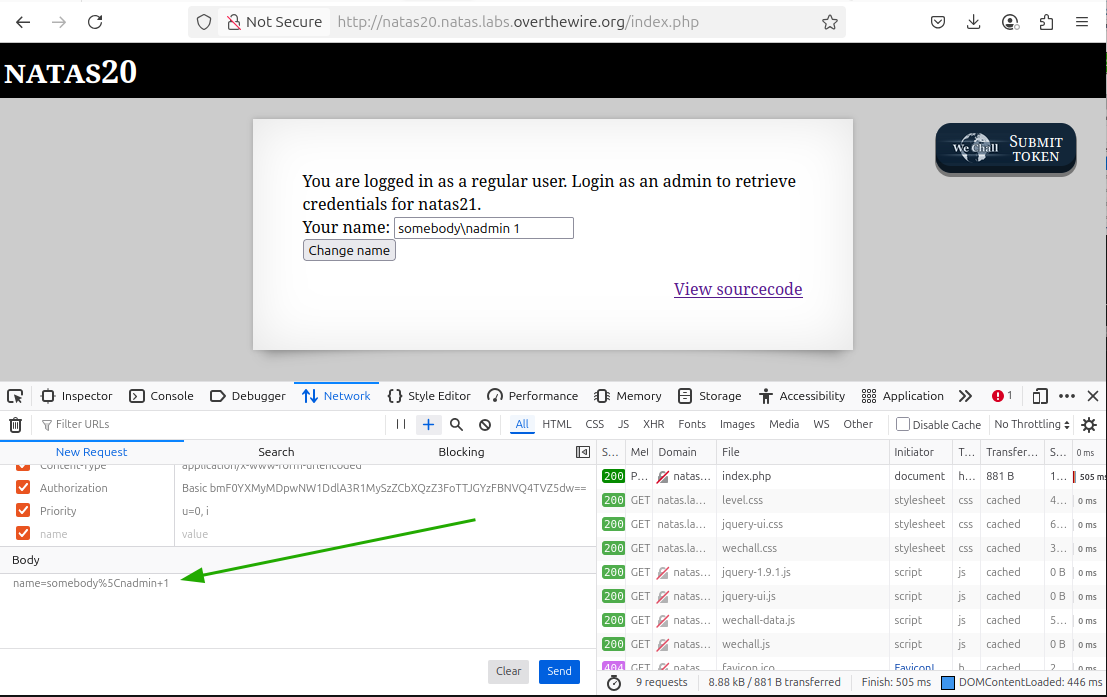 Not Secure
http://natas20.natas.labs.overthewire.org/index.php
NATAS20
We Chall
SUBMIT
TOKEN
You are logged in as a regular user. Login as an admin to retrieve
credentials for natas21.
Your name: somebody\nadmin 1
Change name
View sourcecode
Inspector Console Debugger Network Style Editor Performance Memory Storage Accessibility Application 1
Filter URLs All HTML CSS JS XHR Fonts Images Media WS Other Disable Cache No Throttling
New Request Search Blocking S... Met Domain File Initiator T... Transfer... S... 0 ms
Content-Type application/x-www-form-urlencoded
Authorization Basic bmF0YXMyMDpwNW1DdlA3R1MySzZCbXQzZ3FoTTJGYzFBNVQ4TVZ5dw==
Priority u=0, i
name value
Body
name=somebody%5Cnadmin+1
200 P... natas... index.php document h... 881 B 1... 505 ms
200 GET natas.la... level.css stylesheet css cached 4... 0 ms
200 GET natas.la... jquery-ui.css stylesheet css cached 6... 0 ms
200 GET natas.la... wechall.css stylesheet css cached 3... 0 ms
200 GET natas... jquery-1.9.1.js script js cached 0 B 0 ms
200 GET natas... jquery-ui.js script js cached 0 B 0 ms
200 GET natas... wechall-data.js script js cached 5... 0 ms
200 GET natas... wechall.js script js cached 0 B 0 ms
404 GET natas... favicon.ico FaviconL h... cached 2... 0 ms
Clear Send
9 requests 8.88 kB / 881 B transferred Finish: 505 ms DOMContentLoaded: 446 ms